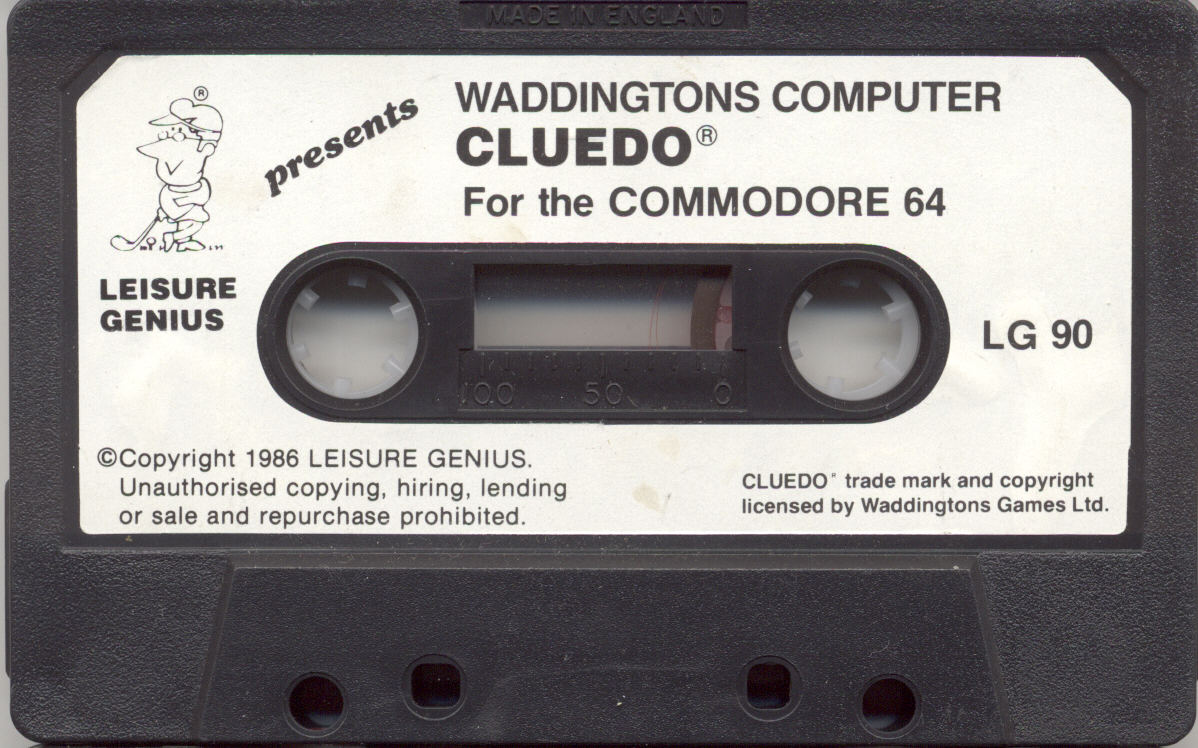 MADE IN ENGLAND
®
presents
WADDINGTONS COMPUTER
CLUEDO®
For the COMMODORE 64
LEISURE
GENIUS
100 50 0
LG 90
©Copyright 1986 LEISURE GENIUS.
Unauthorised copying, hiring, lending
or sale and repurchase prohibited.
CLUEDO® trade mark and copyright
licensed by Waddingtons Games Ltd.